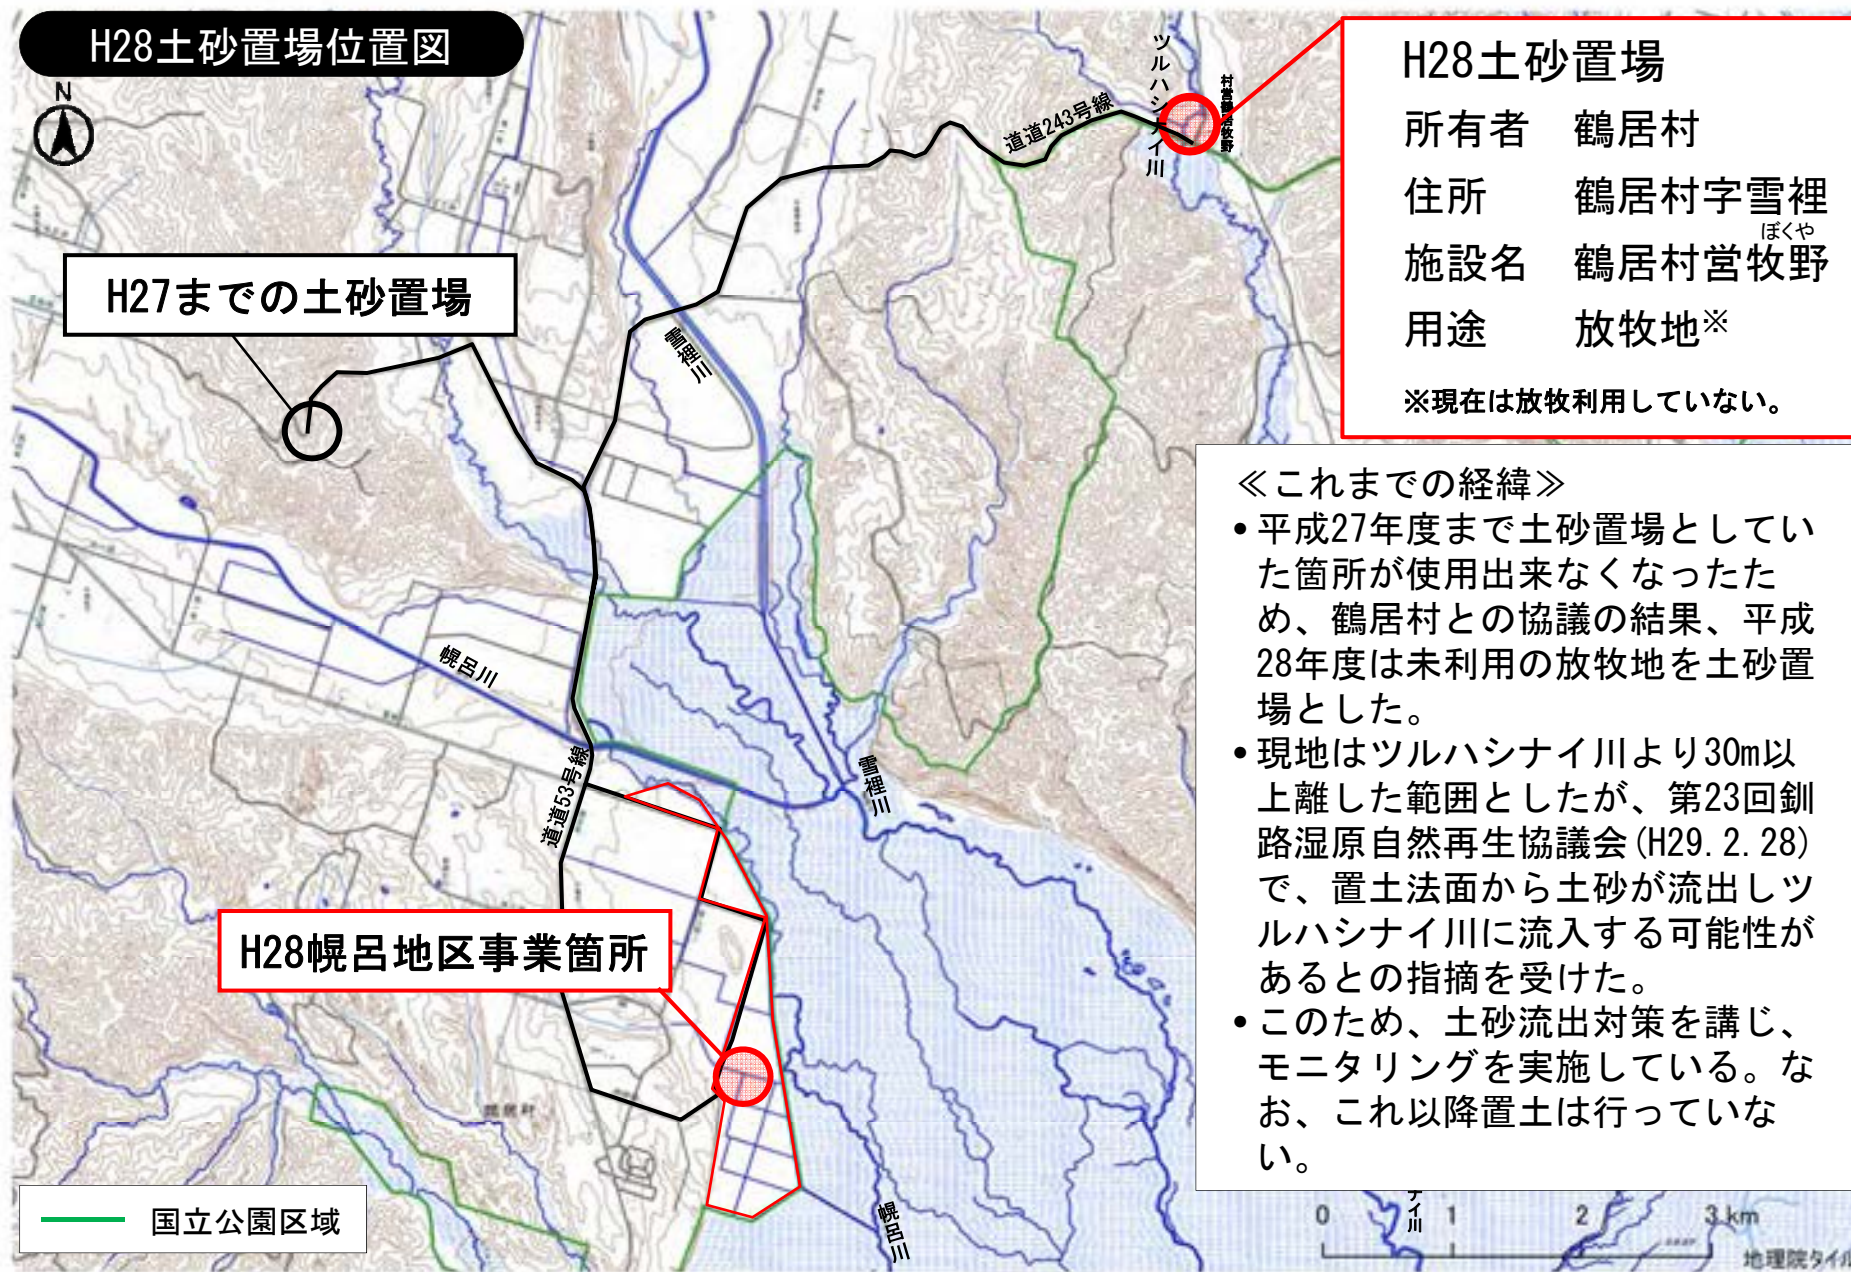 H28土砂置場位置図
N
H28土砂置場
所有者 鶴居村
住所 鶴居村字雪裡
ぼくや
施設名 鶴居村営牧野
用途 放牧地※
※現在は放牧利用していない。
ツルハシナイ川
村営鶴居牧野
道道243号線
H27までの土砂置場
雪裡川
幌呂川
道道53号線
雪裡川
H28幌呂地区事業箇所
幌呂川
≪これまでの経緯≫
•平成27年度まで土砂置場としてい
た箇所が使用出来なくなったた
め、鶴居村との協議の結果、平成
28年度は未利用の放牧地を土砂置
場とした。
•現地はツルハシナイ川より30m以
上離した範囲としたが、第23回釧
路湿原自然再生協議会(H29.2.28)
で、置土法面から土砂が流出しツ
ルハシナイ川に流入する可能性が
あるとの指摘を受けた。
•このため、土砂流出対策を講じ、
モニタリングを実施している。な
お、これ以降置土は行っていな
い。
国立公園区域
ナイ川
0 1 2 3 km
地理院タイル